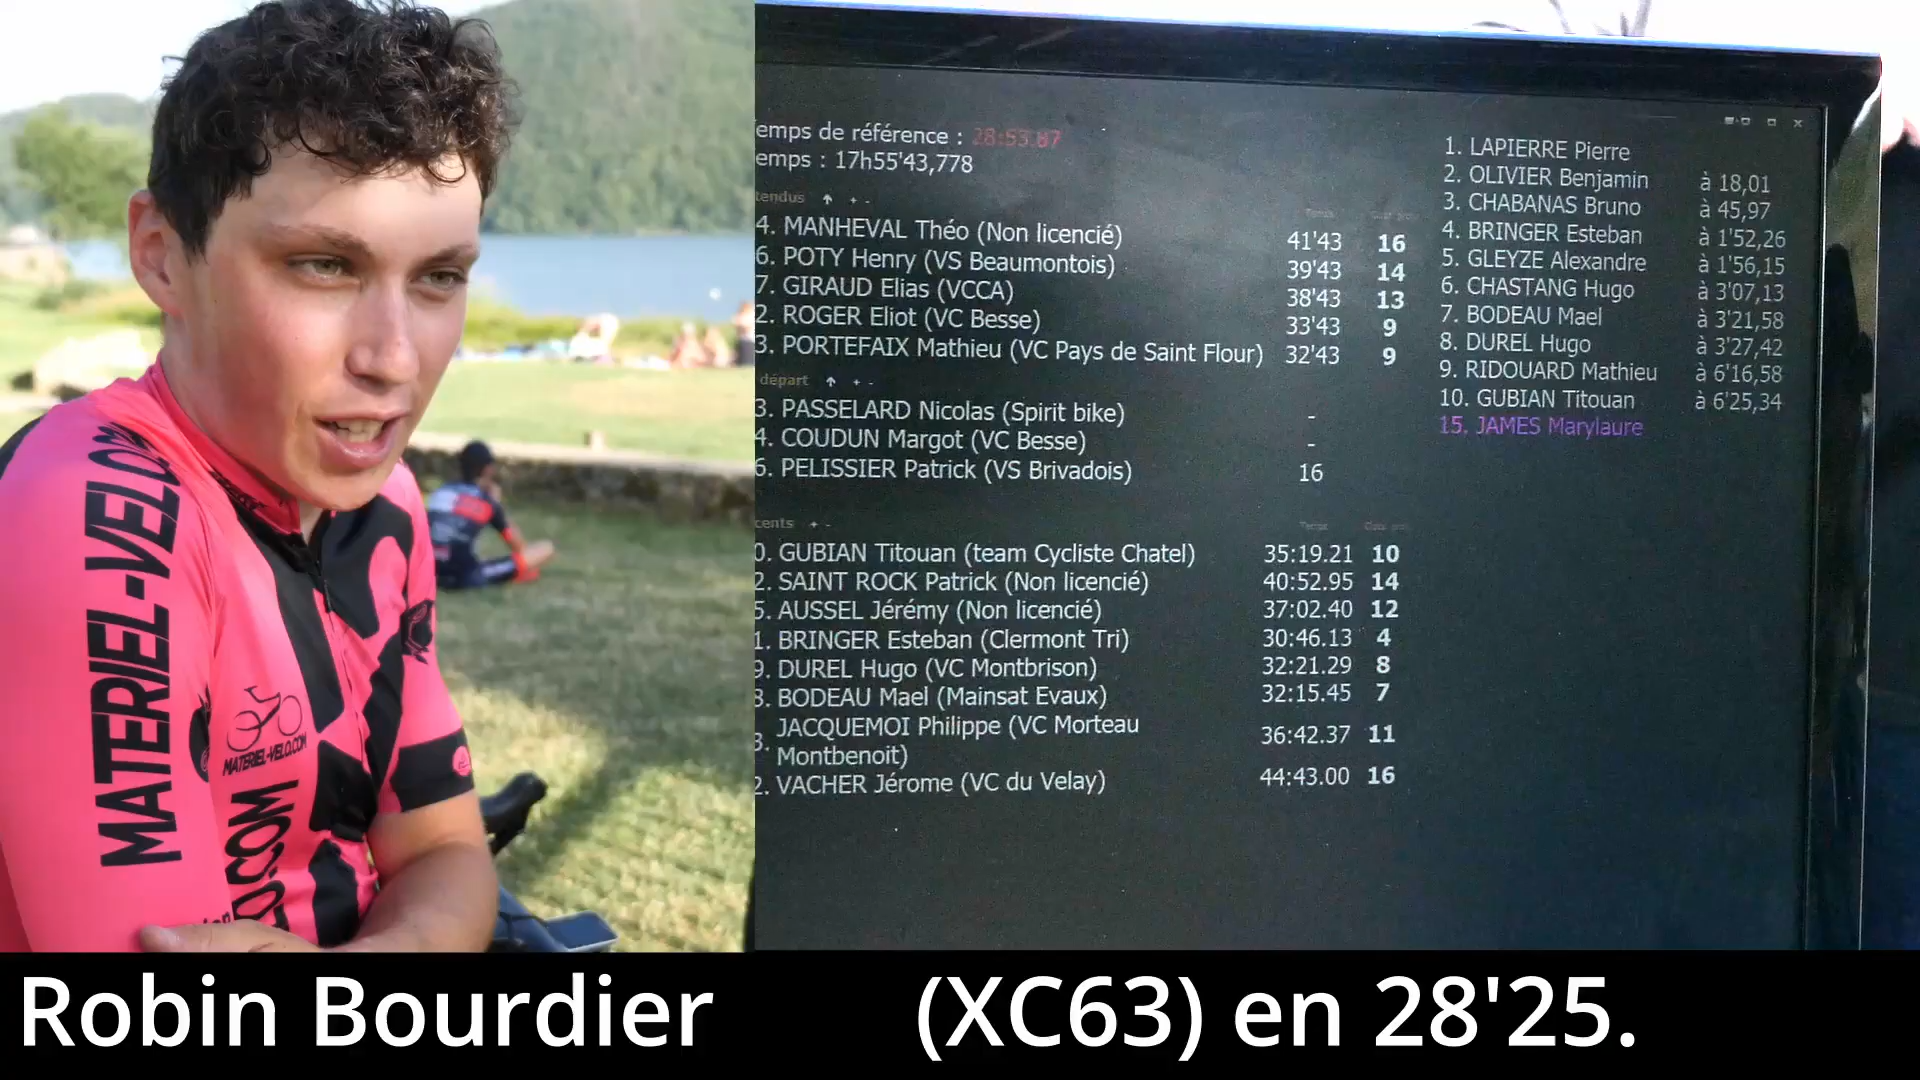 MATERIEL-VELO
MATERIEL-VELO.COM
LO.COM
emps de référence : 28:53.87
emps : 17h55'43,778
tendus
4. MANHEVAL Théo (Non licencié) 41'43 16
6. POTY Henry (VS Beaumontois) 39'43 14
7. GIRAUD Elias (VCCA) 38'43 13
2. ROGER Eliot (VC Besse) 33'43 9
3. PORTEFAIX Mathieu (VC Pays de Saint Flour) 32'43 9
départ
3. PASSELARD Nicolas (Spirit bike) -
4. COUDUN Margot (VC Besse) -
6. PELISSIER Patrick (VS Brivadois) 16
cents
0. GUBIAN Titouan (team Cycliste Chatel) 35:19.21 10
2. SAINT ROCK Patrick (Non licencié) 40:52.95 14
5. AUSSEL Jérémy (Non licencié) 37:02.40 12
1. BRINGER Esteban (Clermont Tri) 30:46.13 4
9. DUREL Hugo (VC Montbrison) 32:21.29 8
3. BODEAU Mael (Mainsat Evaux) 32:15.45 7
3. JACQUEMOI Philippe (VC Morteau
Montbenoit) 36:42.37 11
2. VACHER Jérome (VC du Velay) 44:43.00 16
1. LAPIERRE Pierre
2. OLIVIER Benjamin à 18,01
3. CHABANAS Bruno à 45,97
4. BRINGER Esteban à 1'52,26
5. GLEYZE Alexandre à 1'56,15
6. CHASTANG Hugo à 3'07,13
7. BODEAU Mael à 3'21,58
8. DUREL Hugo à 3'27,42
9. RIDOUARD Mathieu à 6'16,58
10. GUBIAN Titouan à 6'25,34
15. JAMES Marylaure
Robin Bourdier (XC63) en 28'25.